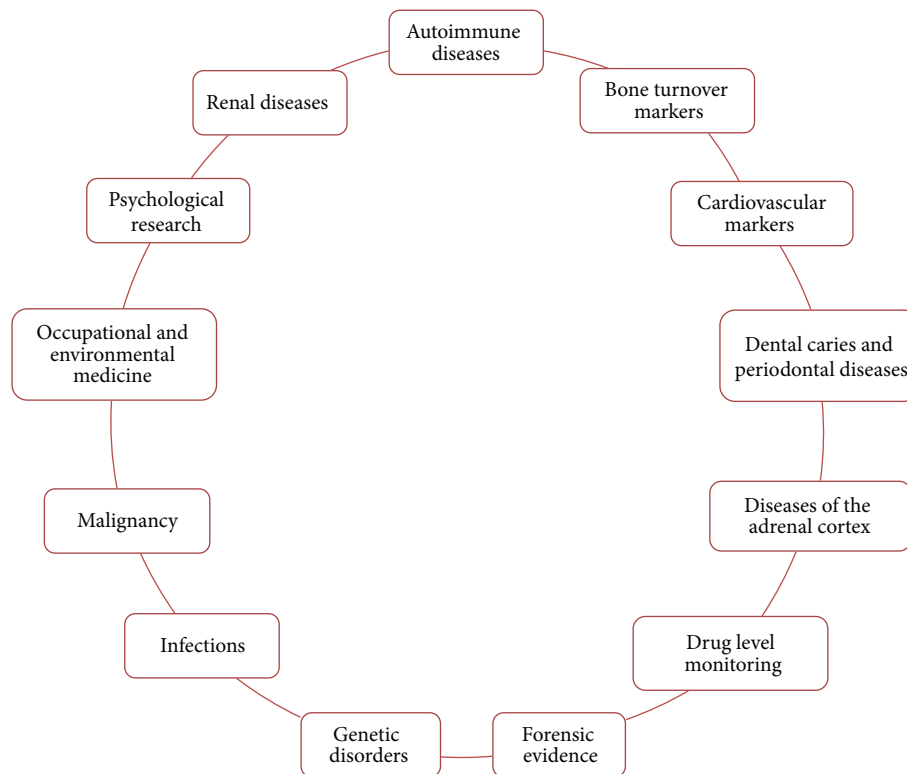 Autoimmune
diseases
Bone turnover
markers
Cardiovascular
markers
Dental caries and
periodontal diseases
Diseases of the
adrenal cortex
Drug level
monitoring
Forensic
evidence
Genetic
disorders
Infections
Malignancy
Occupational and
environmental
medicine
Psychological
research
Renal diseases